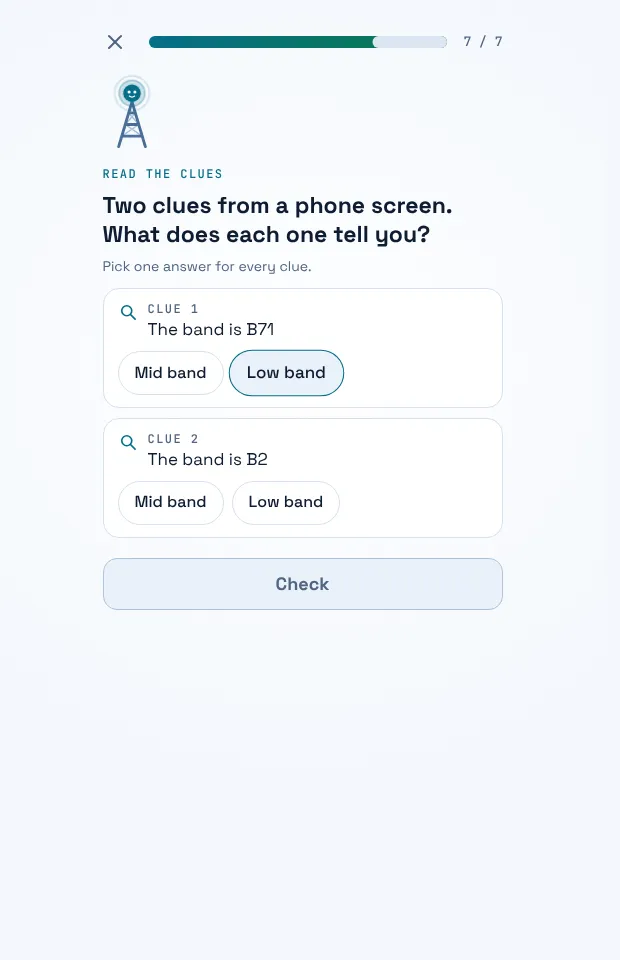 7 / 7
READ THE CLUES
Two clues from a phone screen.
What does each one tell you?
Pick one answer for every clue.
CLUE 1
The band is B71
Mid band Low band
CLUE 2
The band is B2
Mid band Low band
Check